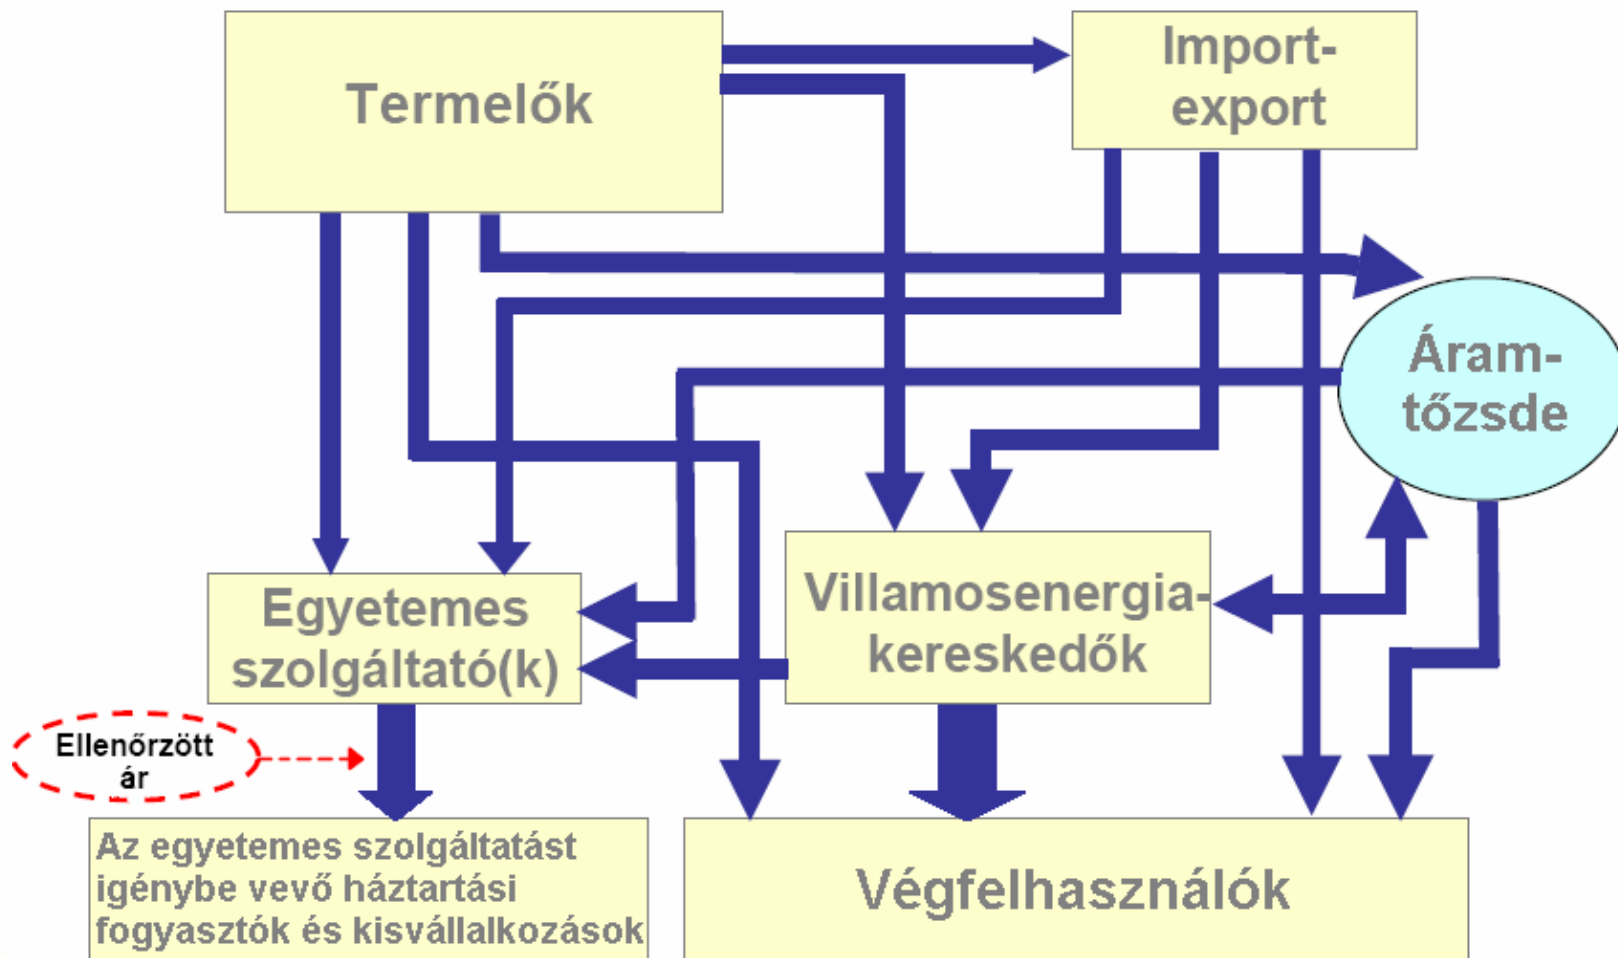 Termelők
Import-
export
Áram-
tőzsde
Egyetemes
szolgáltató(k)
Villamosenergia-
kereskedők
Ellenőrzött
ár
Az egyetemes szolgáltatást
igénybe vevő háztartási
fogyasztók és kisvállalkozások
Végfelhasználók